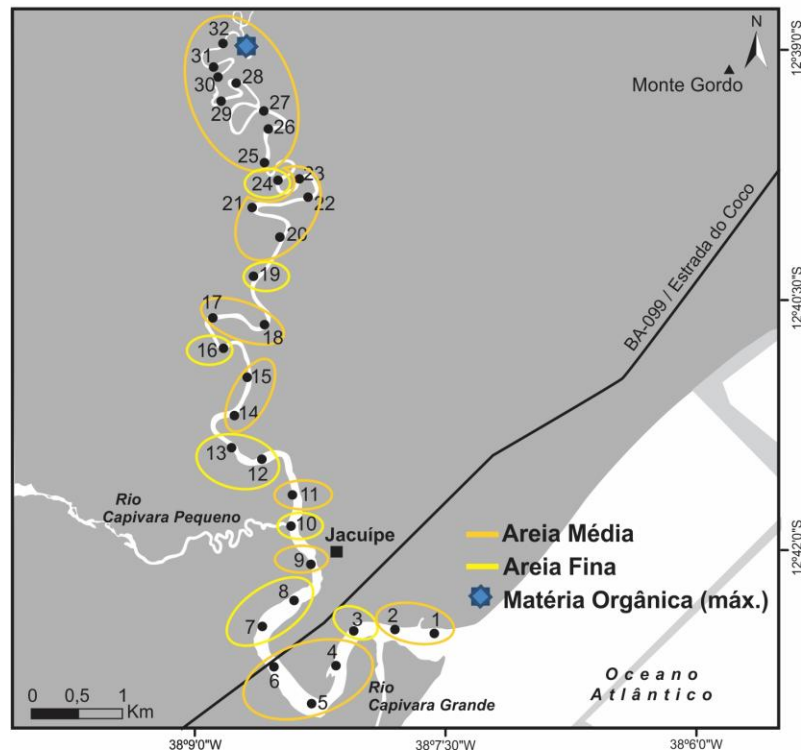 32
31
30
28
29
27
26
25
24
23
22
21
20
19
17
18
16
15
14
13
12
11
10
9
8
7
6
5
4
3
2
1
N
Monte Gordo
12°39'0"S
12°40'30"S
12°42'0"S
BA-099 / Estrada do Coco
Rio
Capivara Pequeno
Jacuípe
Areia Média
Areia Fina
Matéria Orgânica (máx.)
Rio
Capivara Grande
Oceano
Atlântico
0 0,5 1
Km
38°9'0"W
38°7'30"W
38°6'0"W